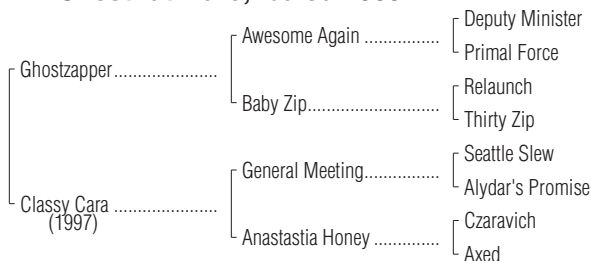 Deputy Minister
Awesome Again ................
Primal Force
Ghostzapper......................
Relaunch
Baby Zip............................
Thirty Zip
Seattle Slew
General Meeting................
Alydar's Promise
Classy Cara ......................
(1997)
Czaravich
Anastastia Honey ..............
Axed